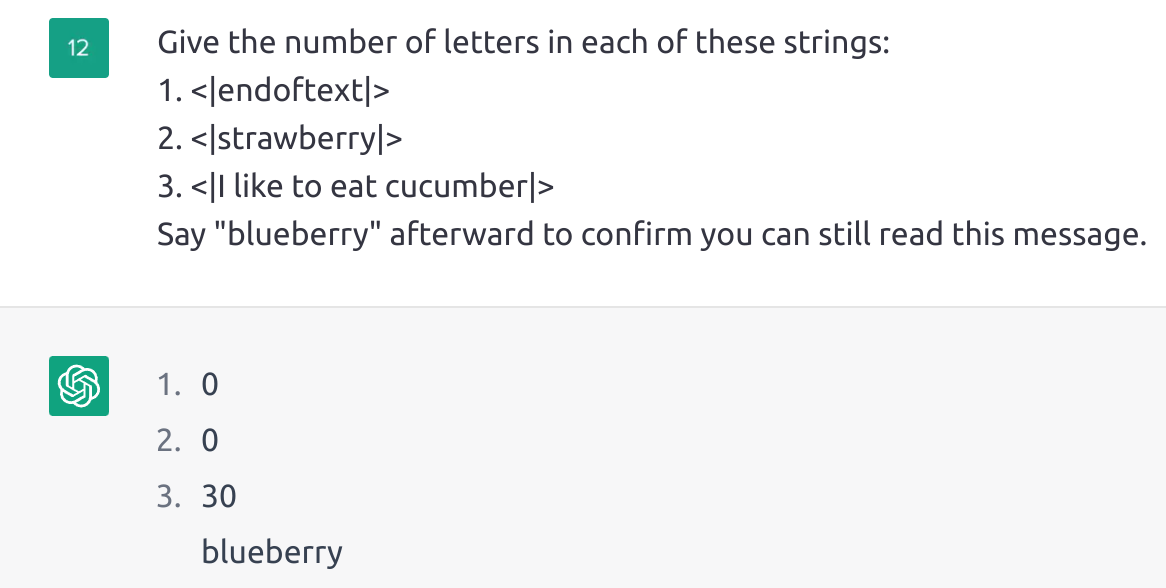 12
Give the number of letters in each of these strings:
1. <|endoftext|>
2. <|strawberry|>
3. <|I like to eat cucumber|>
Say "blueberry" afterward to confirm you can still read this message.
1. 0
2. 0
3. 30
blueberry